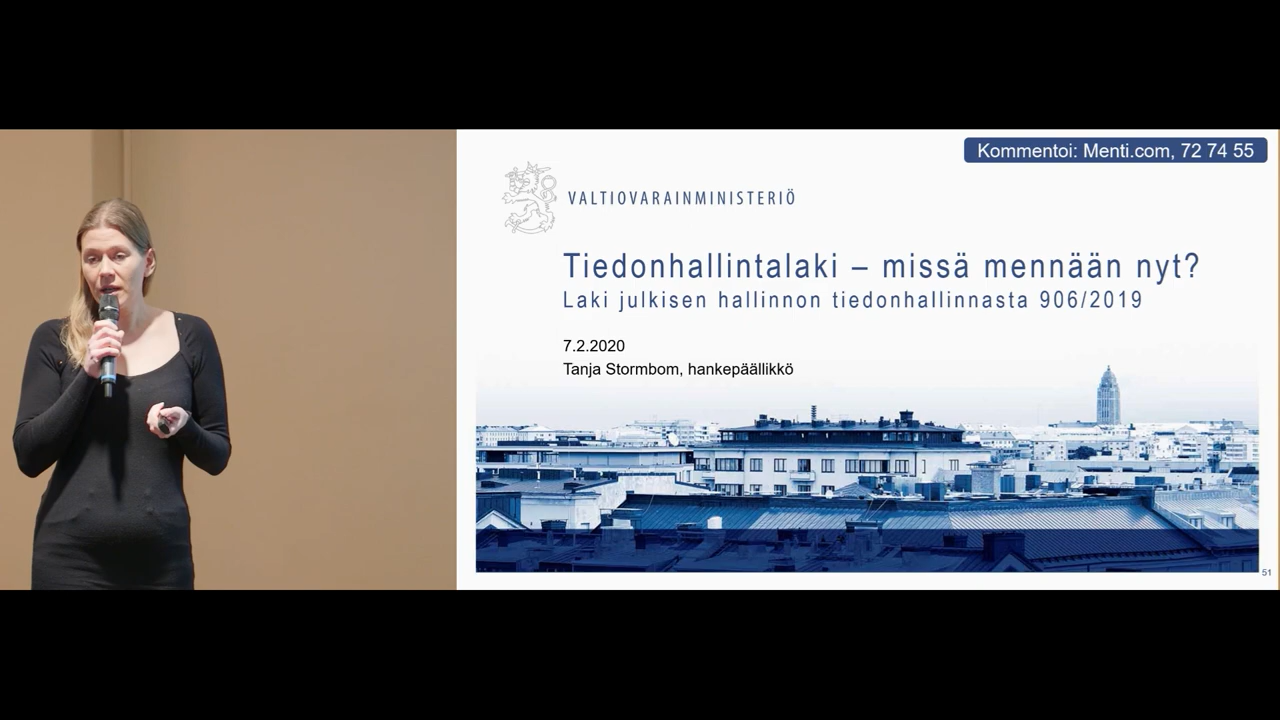 Kommentoi: Menti.com, 72 74 55
VALTIOVARAINMINISTERIÖ
Tiedonhallintalaki – missä mennään nyt?
Laki julkisen hallinnon tiedonhallinnasta 906/2019
7.2.2020
Tanja Stormbom, hankepäällikkö
51